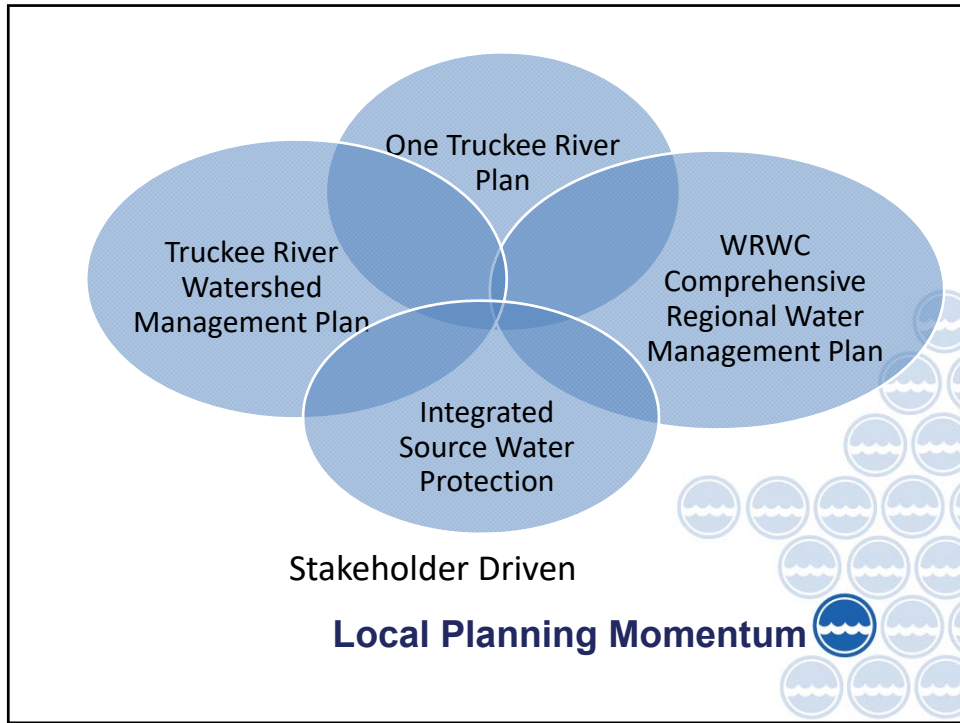 One Truckee River
Plan
Truckee River
Watershed
Management Plan
WRWC
Comprehensive
Regional Water
Management Plan
Integrated
Source Water
Protection
Stakeholder Driven
Local Planning Momentum